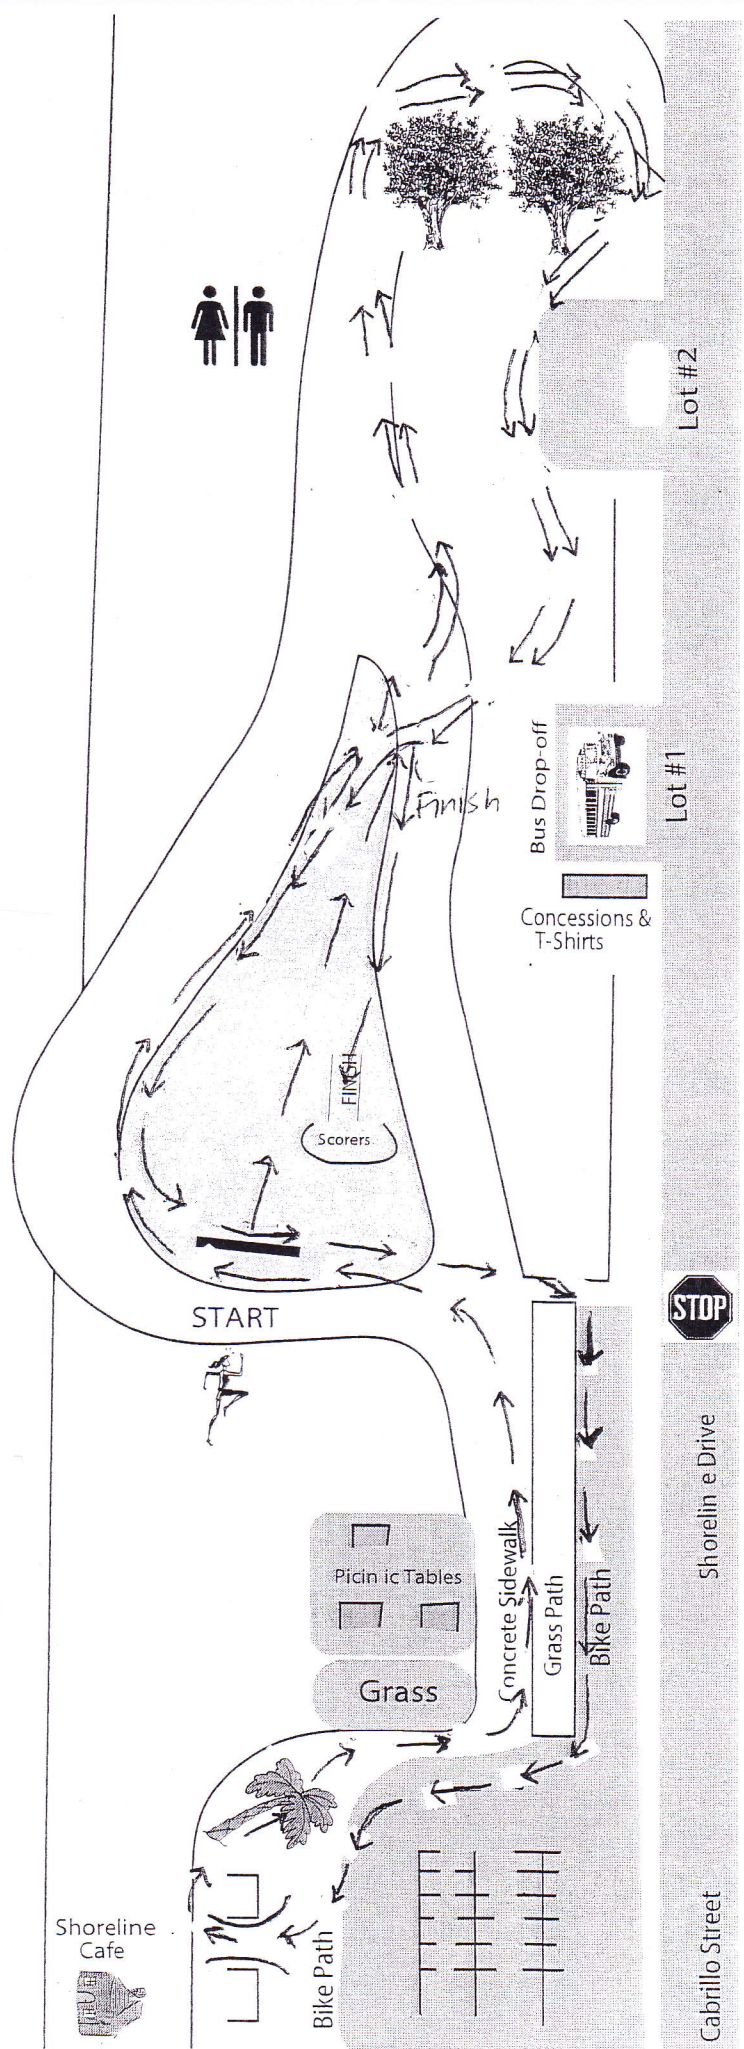 Lot #2
Finish
Bus Drop-off
Lot #1
Concessions &
T-Shirts
FINISH
Scorers
START
STOP
Shorelin e Drive
Picin ic Tables
Concrete Sidewalk
Grass Path
Bike Path
Grass
Shoreline
Cafe
Bike Path
Cabrillo Street